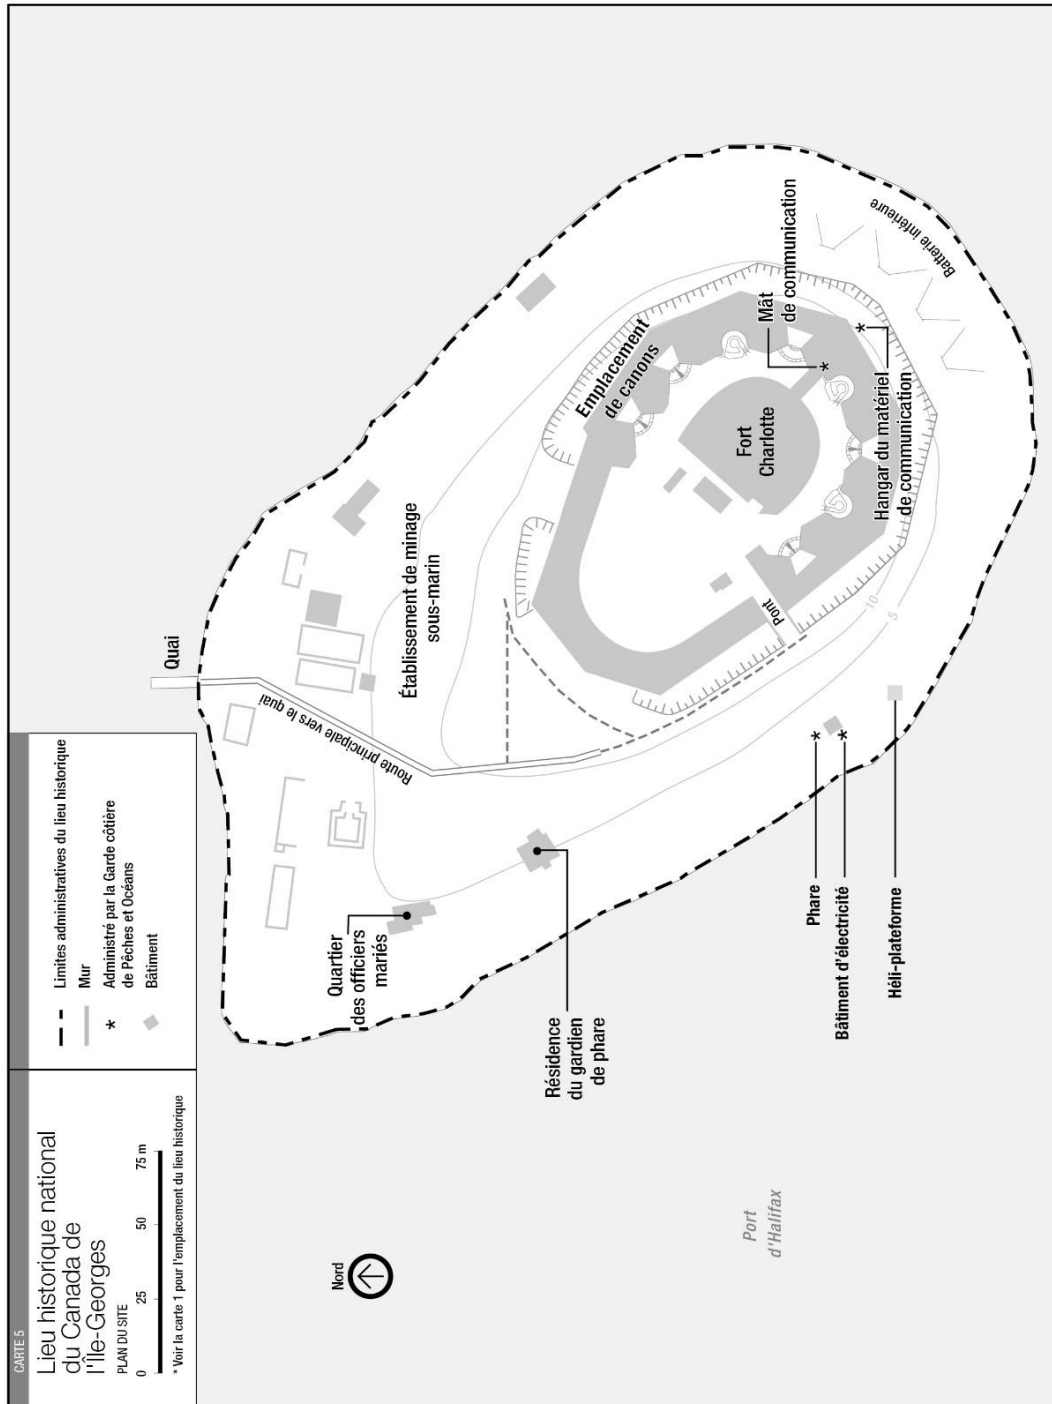 CARTE 5
Lieu historique national
du Canada de
l'Île-Georges
PLAN DU SITE
0 25 50 75 m
* Voir la carte 1 pour l'emplacement du lieu historique
Limites administratives du lieu historique
Mur
* Administré par la Garde côtière
de Pêches et Océans
Bâtiment
Nord
Quai
Route principale vers le quai
Établissement de minage
sous-marin
Quartier
des officiers
mariés
Résidence
du gardien
de phare
Emplacement
de canons
Mât
de communication
*
Batterie inférieure
Fort
Charlotte
Hangar du matériel
de communication
*
Pont
10
5
Phare
*
Bâtiment d'électricité
*
Héli-plateforme
Port
d'Halifax